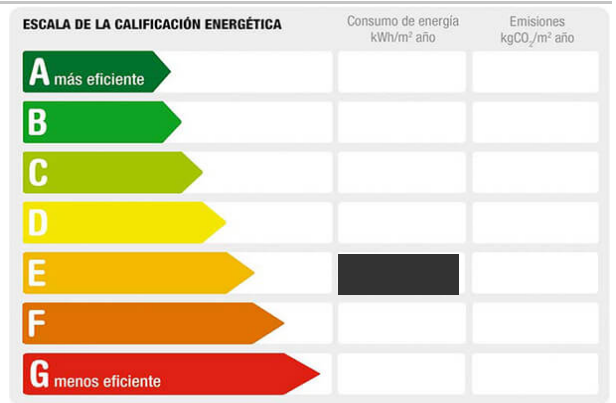 ESCALA DE LA CALIFICACIÓN ENERGÉTICA
Consumo de energía
kWh/m² año
Emisiones
kgCO₂/m² año
A más eficiente
B
C
D
E
F
G menos eficiente